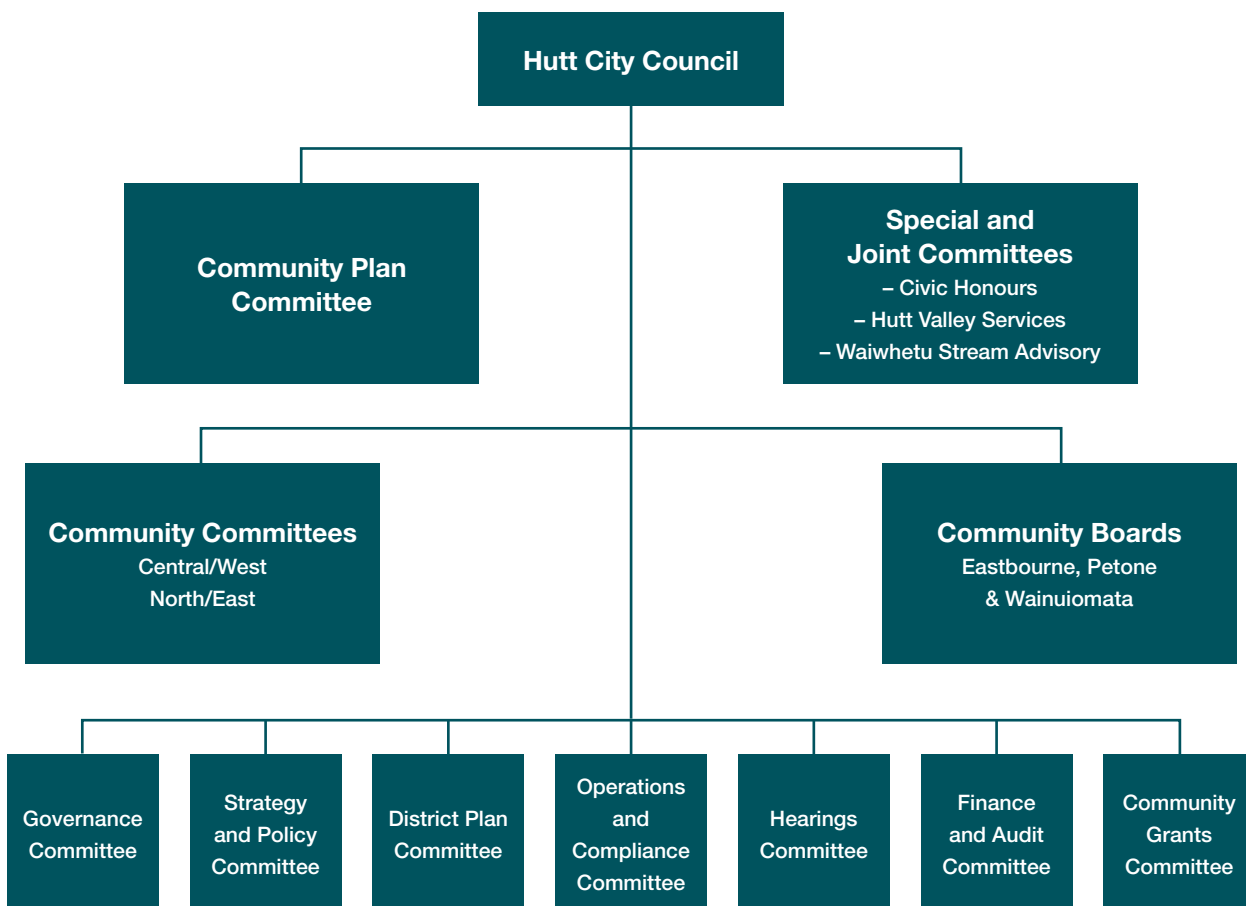 Hutt City Council
Community Plan
Committee
Special and
Joint Committees
– Civic Honours
– Hutt Valley Services
– Waiwhetu Stream Advisory
Community Committees
Central/West
North/East
Community Boards
Eastbourne, Petone
& Wainuiomata
Governance
Committee
Strategy
and Policy
Committee
District Plan
Committee
Operations
and
Compliance
Committee
Hearings
Committee
Finance
and Audit
Committee
Community
Grants
Committee